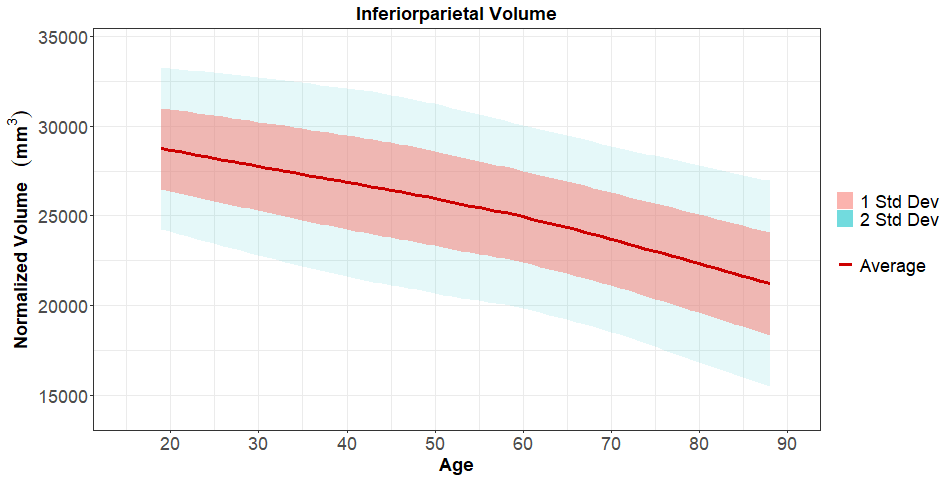 Inferiorparietal Volume
Normalized Volume (mm³)
35000
30000
25000
20000
15000
20 30 40 50 60 70 80 90
Age
1 Std Dev
2 Std Dev
Average